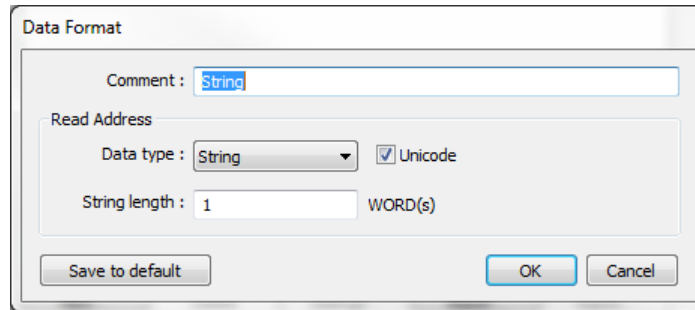 Data Format
Comment : String
Read Address
Data type : String Unicode
String length : 1 WORD(s)
Save to default OK Cancel